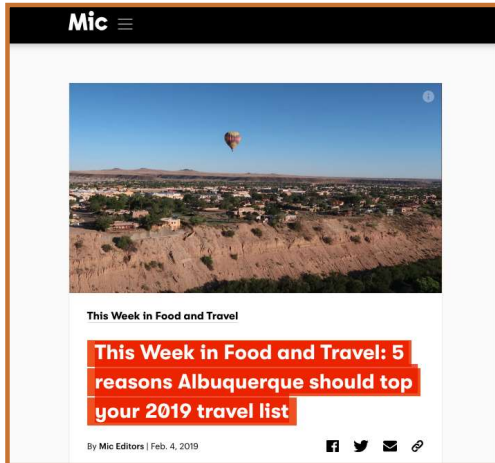 Mic
This Week in Food and Travel
This Week in Food and Travel: 5
reasons Albuquerque should top
your 2019 travel list
By Mic Editors | Feb. 4, 2019